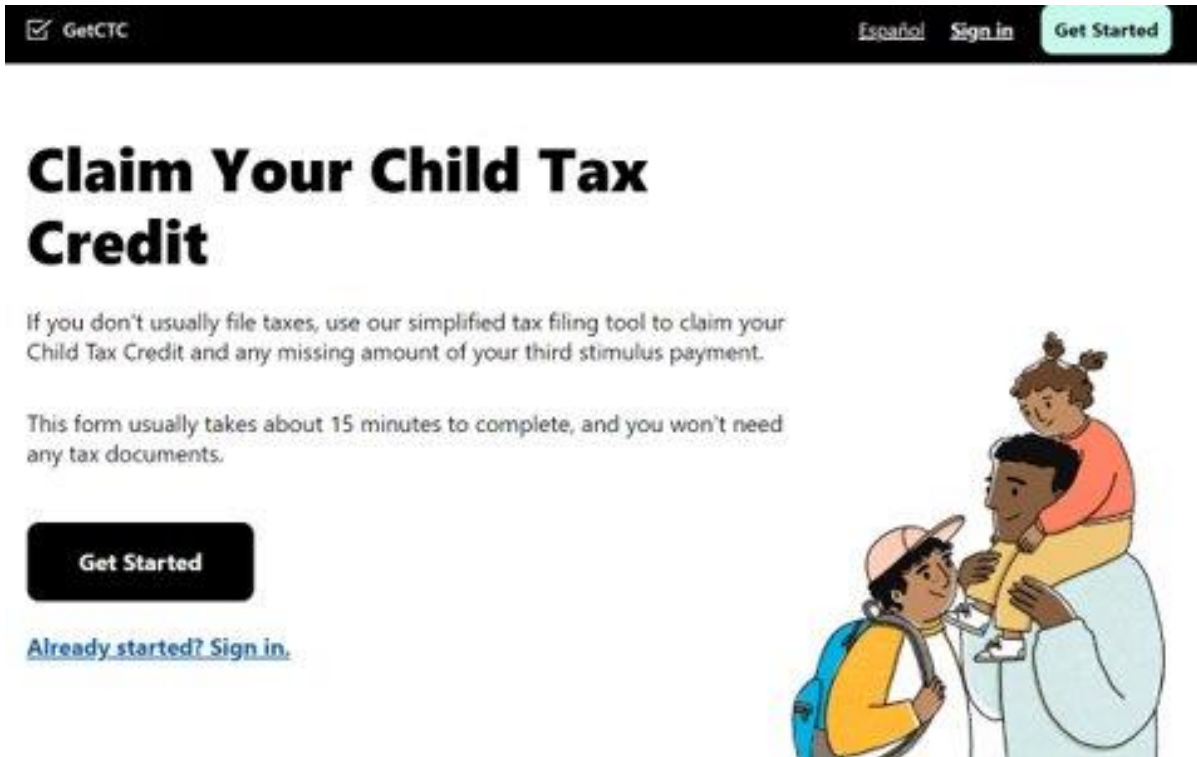 GetCTC
Español
Sign in
Get Started
Claim Your Child Tax
Credit
If you don't usually file taxes, use our simplified tax filing tool to claim your
Child Tax Credit and any missing amount of your third stimulus payment.
This form usually takes about 15 minutes to complete, and you won't need
any tax documents.
Get Started
Already started? Sign in.